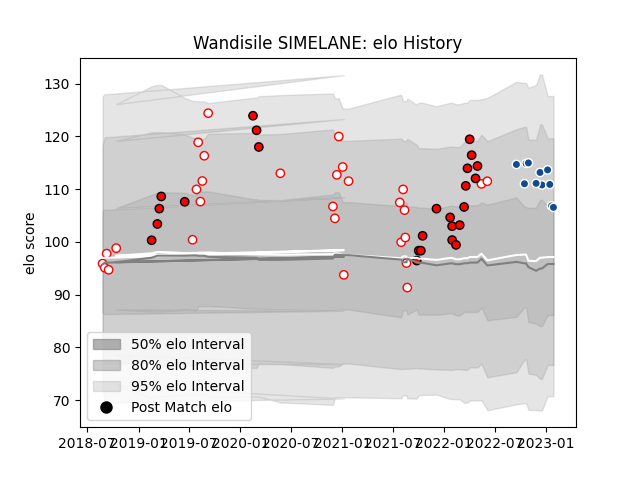 Wandisile SIMELANE: elo History
elo score
130
120
110
100
90
80
70
50% elo Interval
80% elo Interval
95% elo Interval
Post Match elo
2018-07 2019-01 2019-07 2020-01 2020-07 2021-01 2021-07 2022-01 2022-07 2023-01